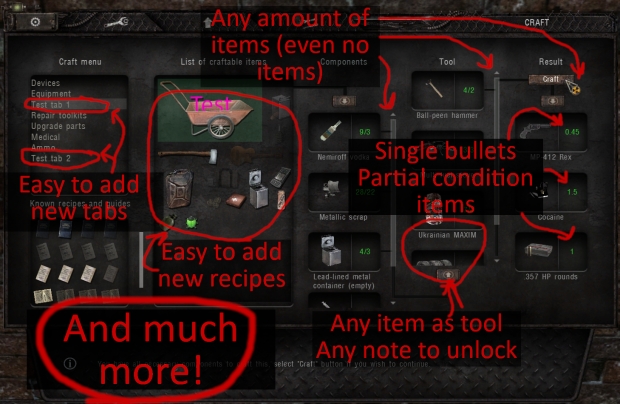 CRAFT
Any amount of
items (even no
items)
Craft menu
List of craftable items
Components
Tool
Result
Devices
Equipment
Test tab 1
Repair toolkits
Upgrade parts
Medical
Ammo
Test tab 2
Test
4/2
Ball-peen hammer
Craft
9/3
Nemiroff vodka
0.45
MP 412 Rex
Single bullets
Partial condition
items
Easy to add
new tabs
Known recipes and guides
Metallic scrap
Ukrainian MAXIM
1.5
Cocaine
Easy to add
new recipes
4/3
Lead-lined metal
container (empty)
1
.357 HP rounds
Any item as tool
Any note to unlock
And much
more!
select "Craft" button if you wish to continue.